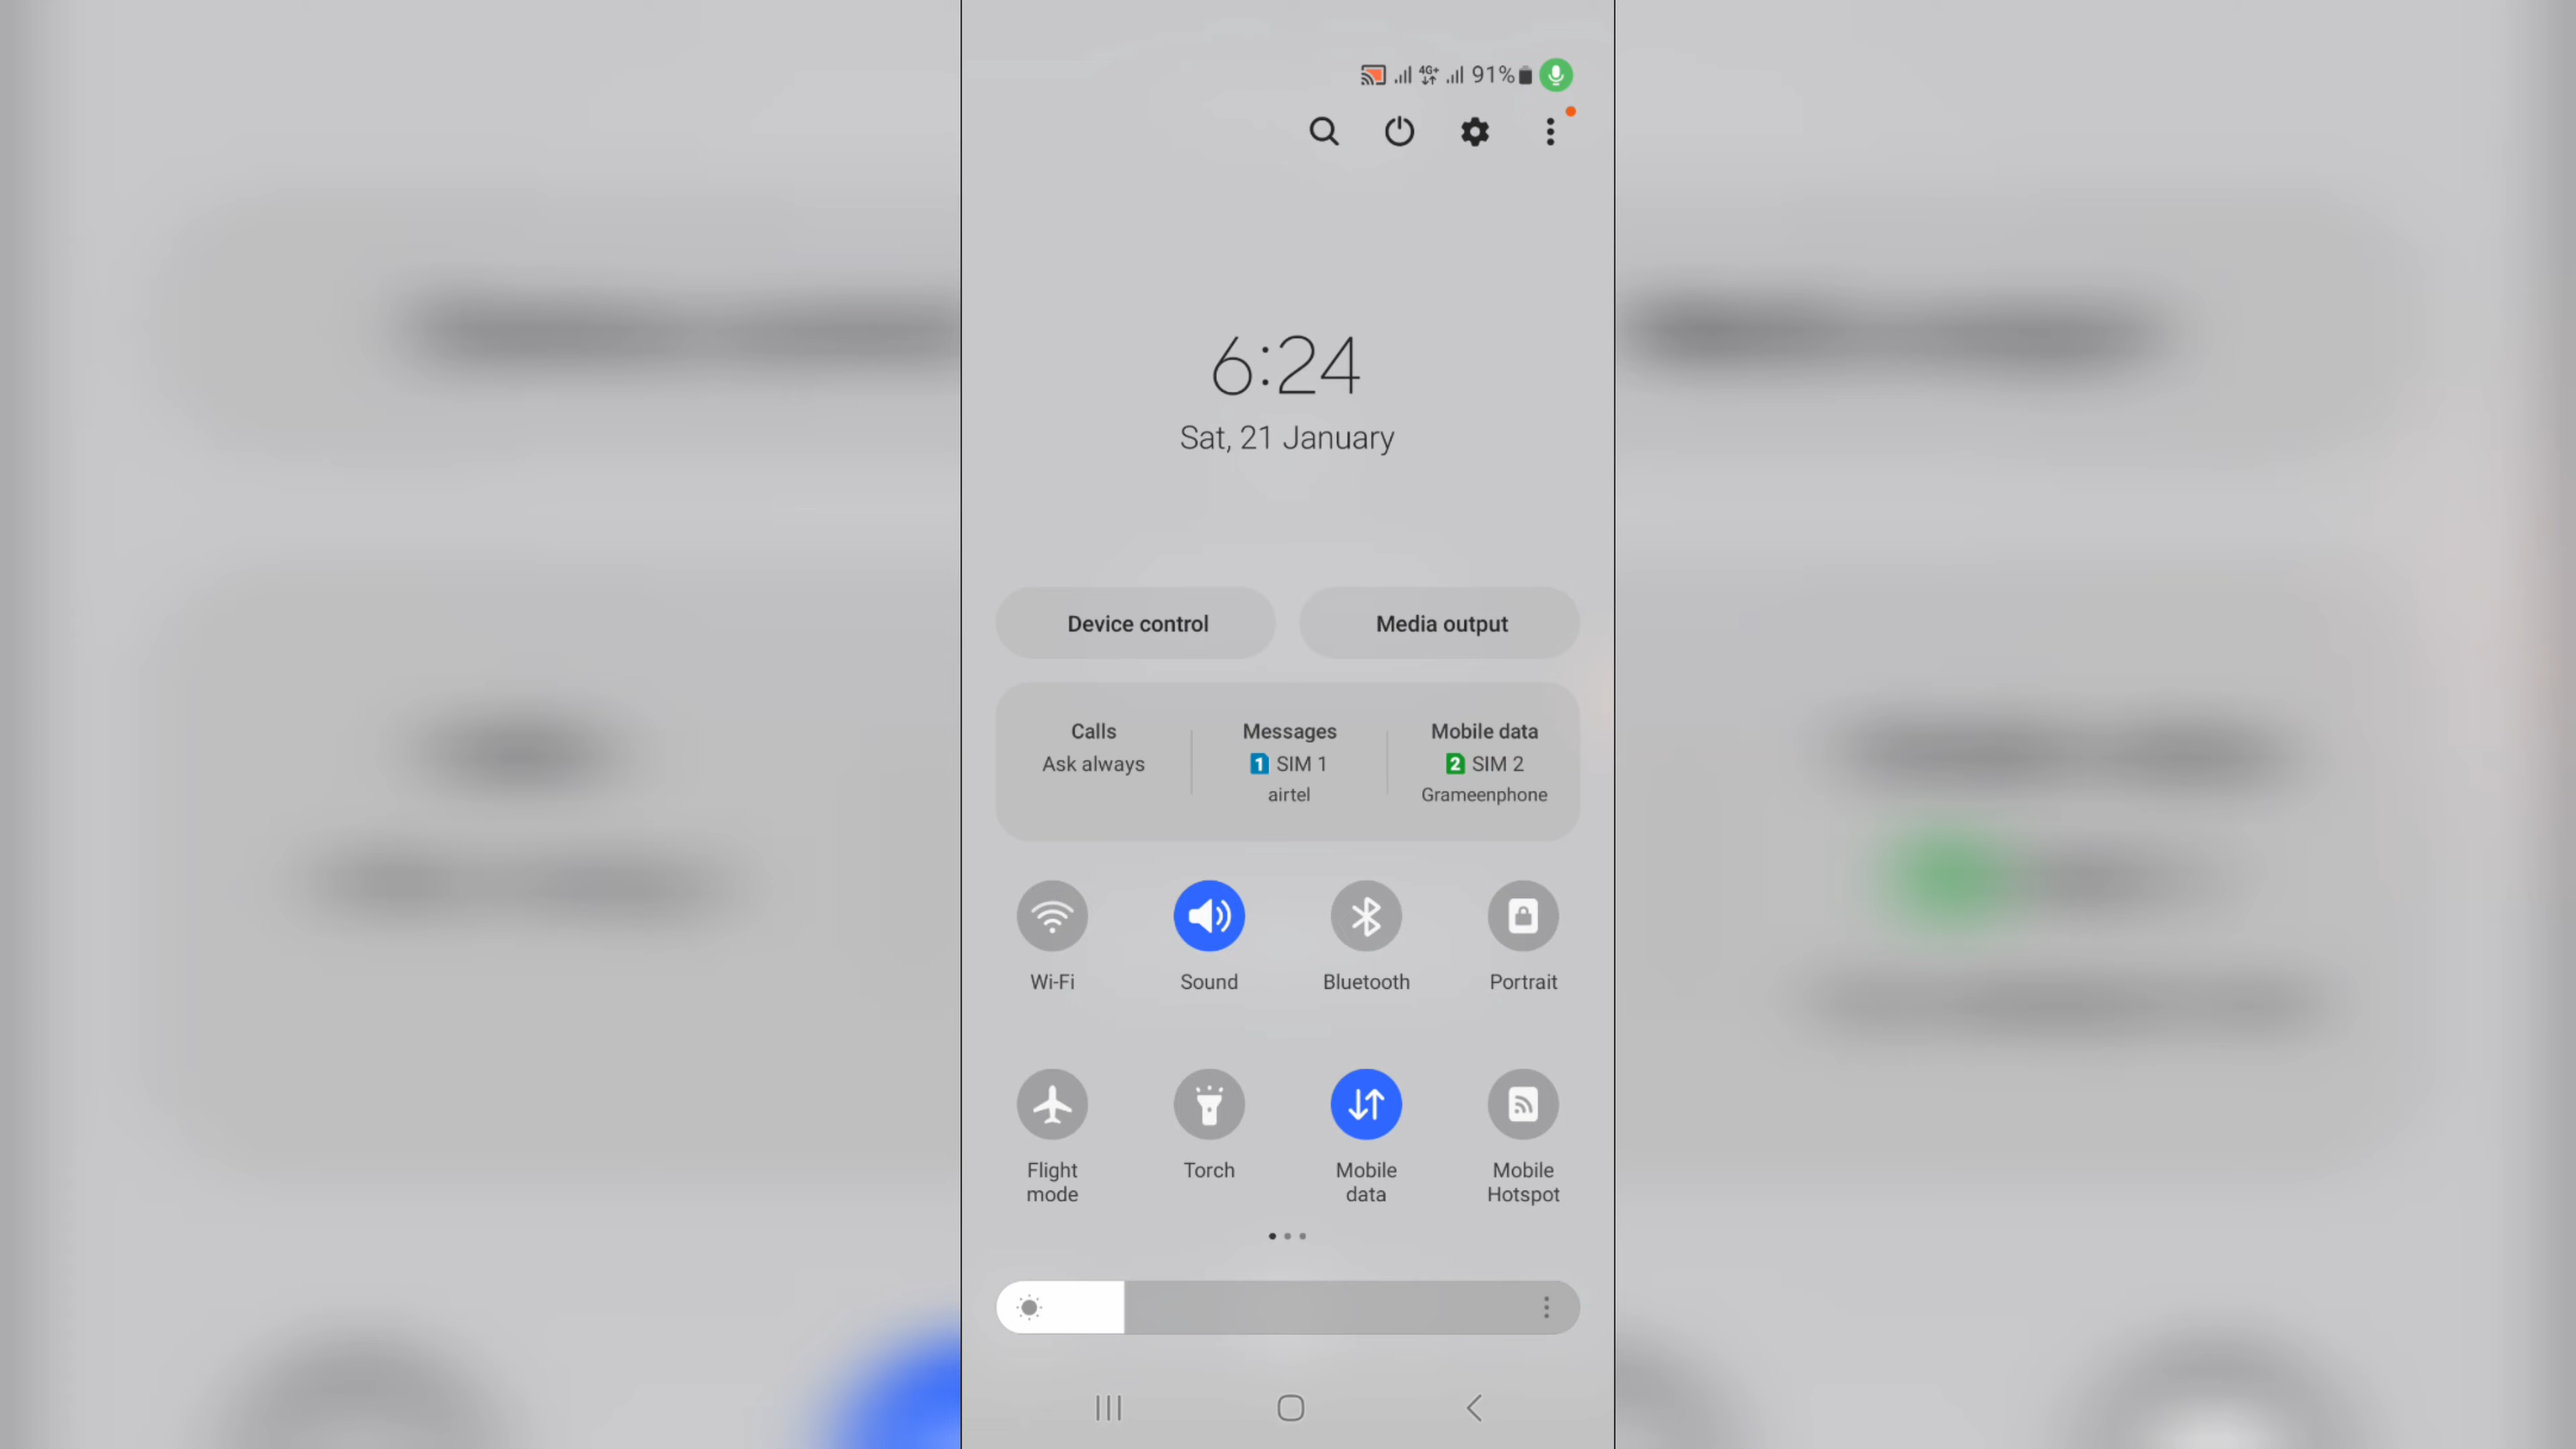 4G+ 91%
6:24
Sat, 21 January
Device control Media output
Calls Messages Mobile data
Ask always 1 SIM 1 2 SIM 2
airtel Grameenphone
Wi-Fi Sound Bluetooth Portrait
Flight Torch Mobile Mobile
mode data Hotspot